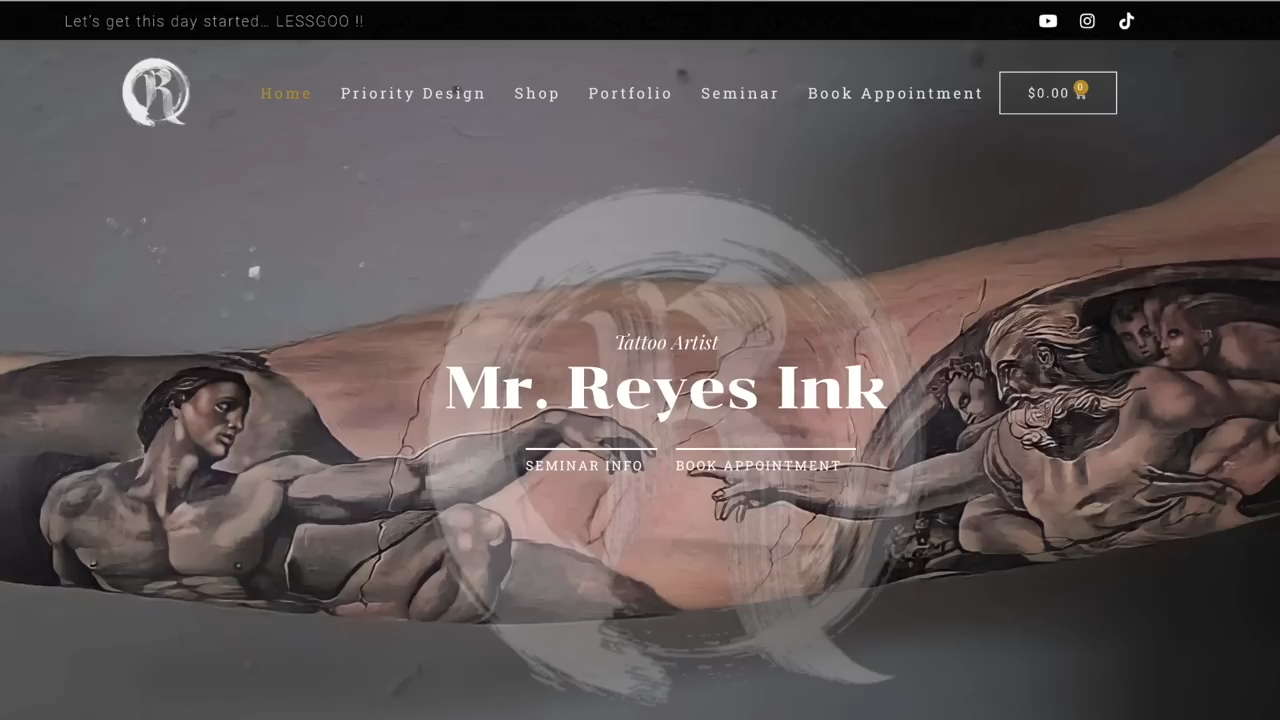 Let's get this day started... LESSGOO !!
R
Home Priority Design Shop Portfolio Seminar Book Appointment $0.00 0
R
Tattoo Artist
Mr. Reyes Ink
SEMINAR INFO BOOK APPOINTMENT